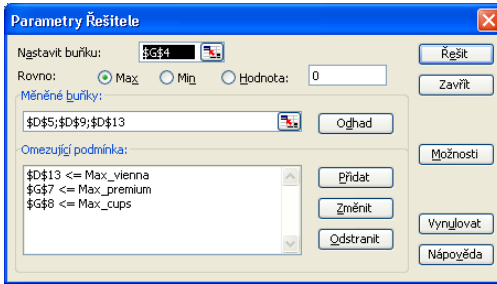 Parametry Řešitele
Nastavit buňku: $G$4 Řešit
Rovno: Max Min Hodnota: 0 Zavřít
Měněné buňky:
$D$5;$D$9;$D$13 Odhad
Omezující podmínka: Možnosti
$D$13 <= Max_vienna Přidat
$G$7 <= Max_premium
$G$8 <= Max_cups Změnit
Odstranit Vynulovat
Nápověda